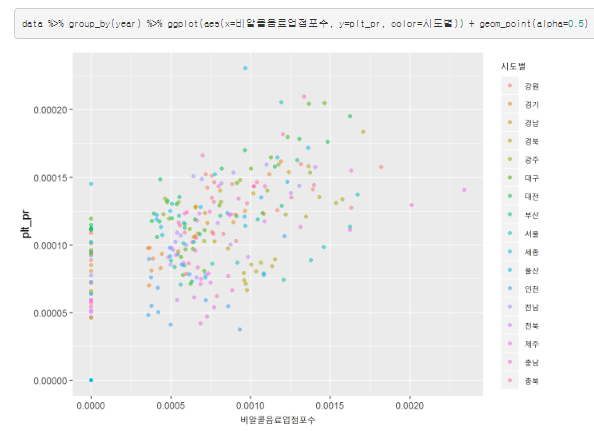 data %>% group_by(year) %>% ggplot(aes(x=비알콜음료업점포수, y=plt_pr, color=시도별)) + geom_point(alpha=0.5)
시도별
강원
경기
경남
경북
광주
대구
대전
부산
서울
세종
울산
인천
전남
전북
제주
충남
충북
plt_pr
0.00020
0.00015
0.00010
0.00005
0.00000
0.0000 0.0005 0.0010 0.0015 0.0020
비알콜음료업점포수